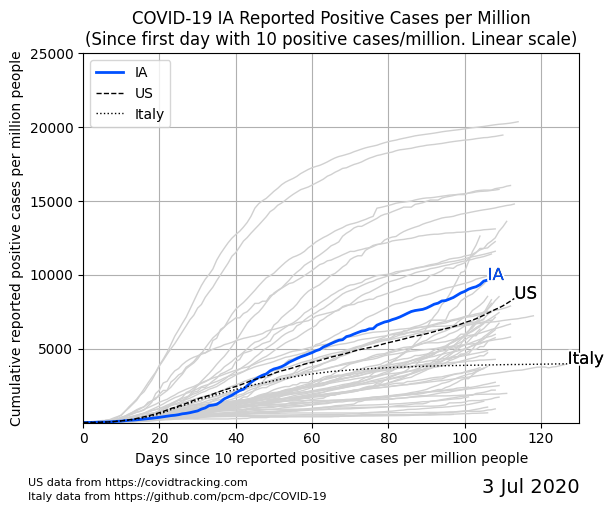 COVID-19 IA Reported Positive Cases per Million
(Since first day with 10 positive cases/million. Linear scale)
Cumulative reported positive cases per million people
25000
20000
15000
10000
5000
IA
US
Italy
IA
US
Italy
0
20
40
60
80
100
120
Days since 10 reported positive cases per million people
US data from https://covidtracking.com
Italy data from https://github.com/pcm-dpc/COVID-19
3 Jul 2020